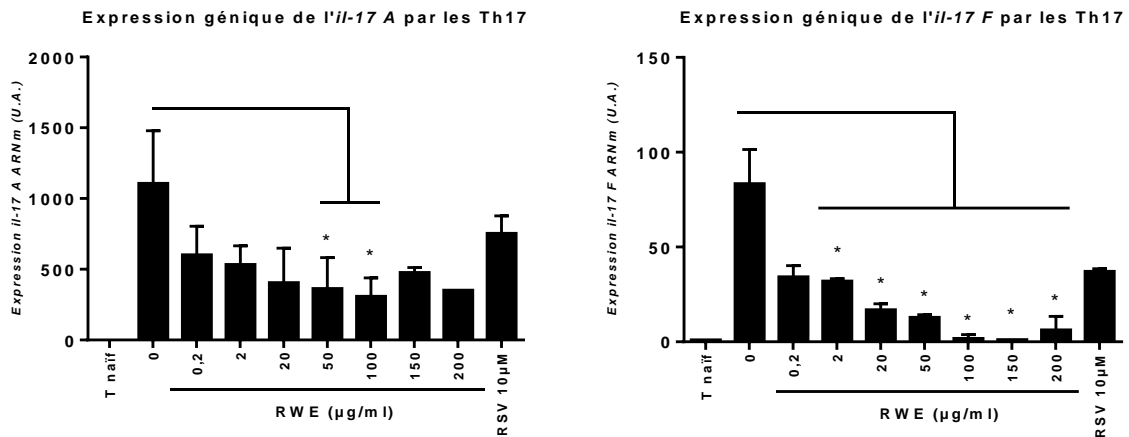 Expression génique de l'il-17 A par les Th17
Expression il-17 A ARNm (U.A.)
2000
1500
1000
500
0
* *
T naïf 0 0,2 2 20 50 100 150 200 RSV 10µM
RWE (µg/ml)
Expression génique de l'il-17 F par les Th17
Expression il-17 F ARNm (U.A.)
150
100
50
0
* * * * * *
T naïf 0 0,2 2 20 50 100 150 200 RSV 10µM
RWE (µg/ml)